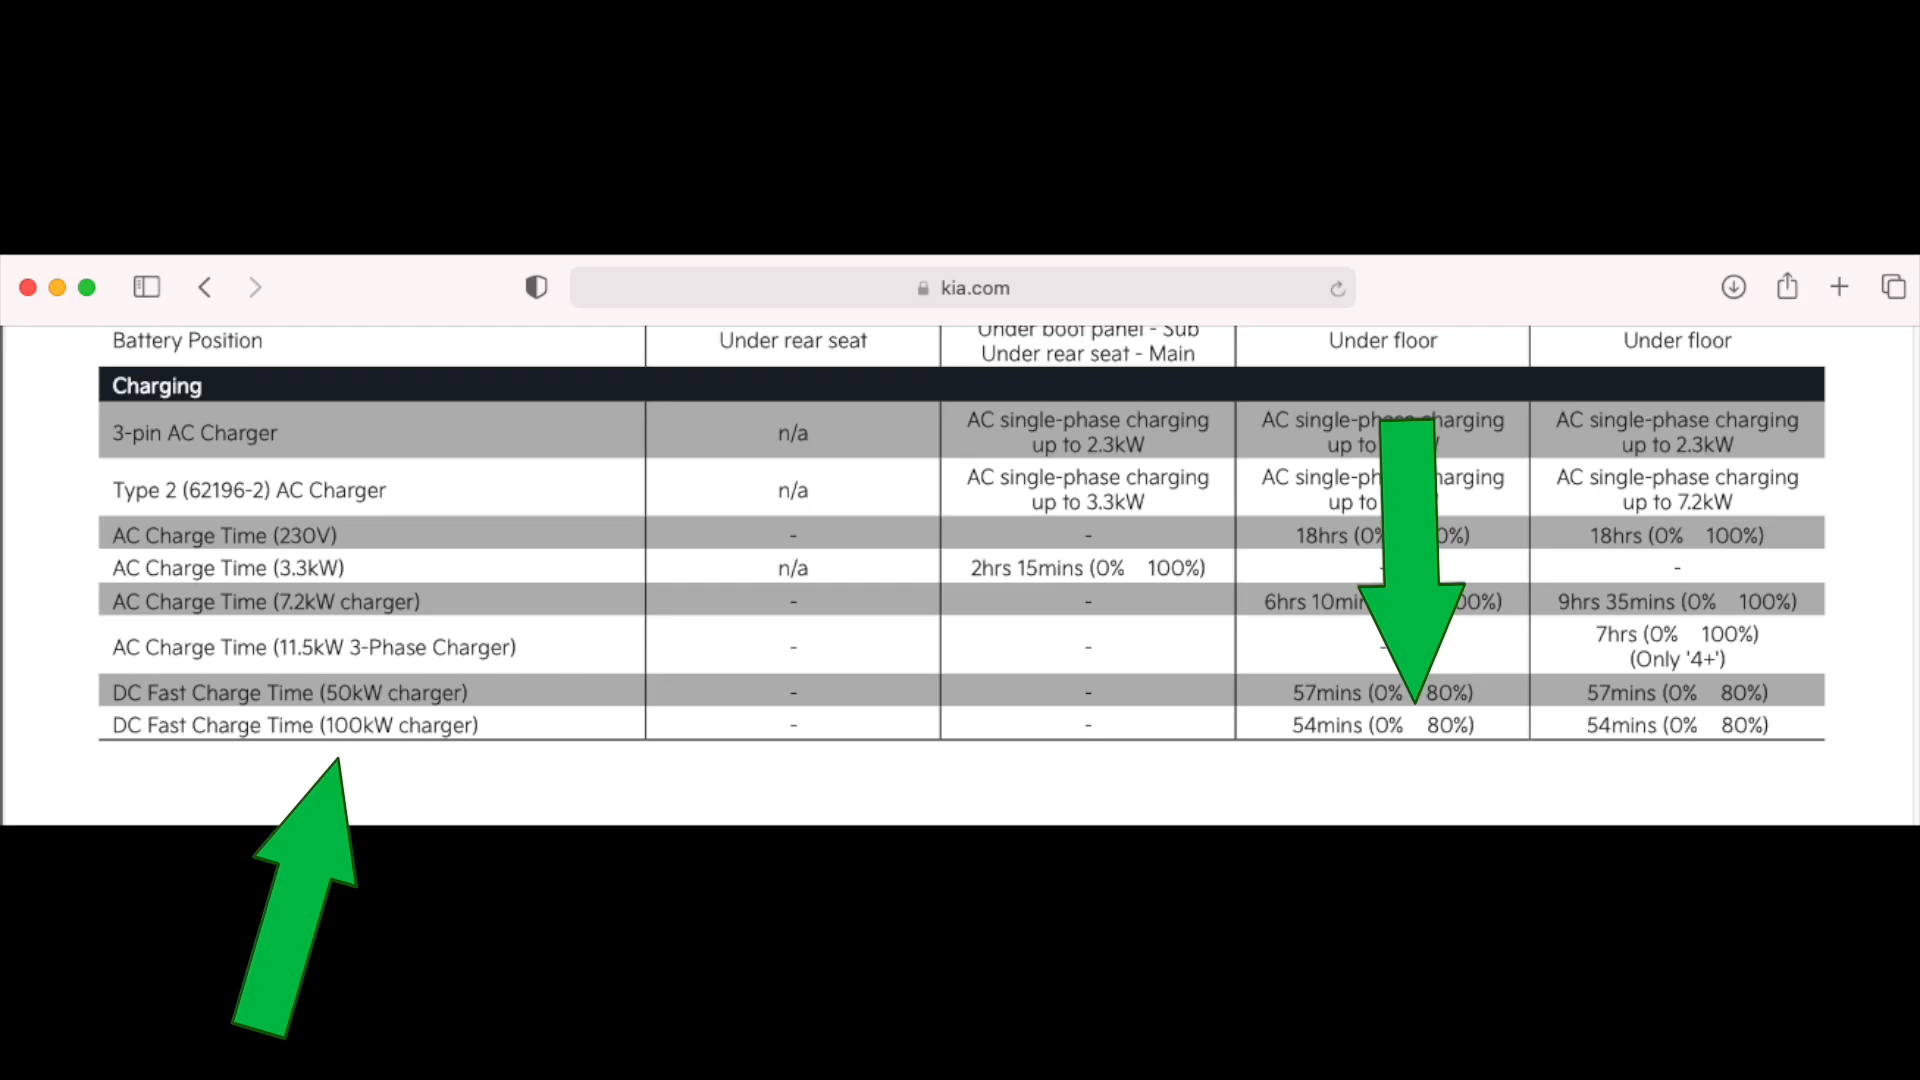 kia.com
Battery Position Under rear seat Under boot panel - Sub Under floor Under floor
Under rear seat - Main
Charging
3-pin AC Charger n/a AC single-phase charging AC single-phase charging AC single-phase charging
up to 2.3kW up to up to 2.3kW
Type 2 (62196-2) AC Charger n/a AC single-phase charging AC single-phase charging AC single-phase charging
up to 3.3kW up to up to 7.2kW
AC Charge Time (230V) - - 18hrs (0% 18hrs (0% 100%)
AC Charge Time (3.3kW) n/a 2hrs 15mins (0% 100%) - -
AC Charge Time (7.2kW charger) - - 6hrs 9hrs 35mins (0% 100%)
AC Charge Time (11.5kW 3-Phase Charger) - - - 7hrs (0% 100%)
(Only '4+')
DC Fast Charge Time (50kW charger) - - 57mins (0% 80%) 57mins (0% 80%)
DC Fast Charge Time (100kW charger) - - 54mins (0% 80%) 54mins (0% 80%)